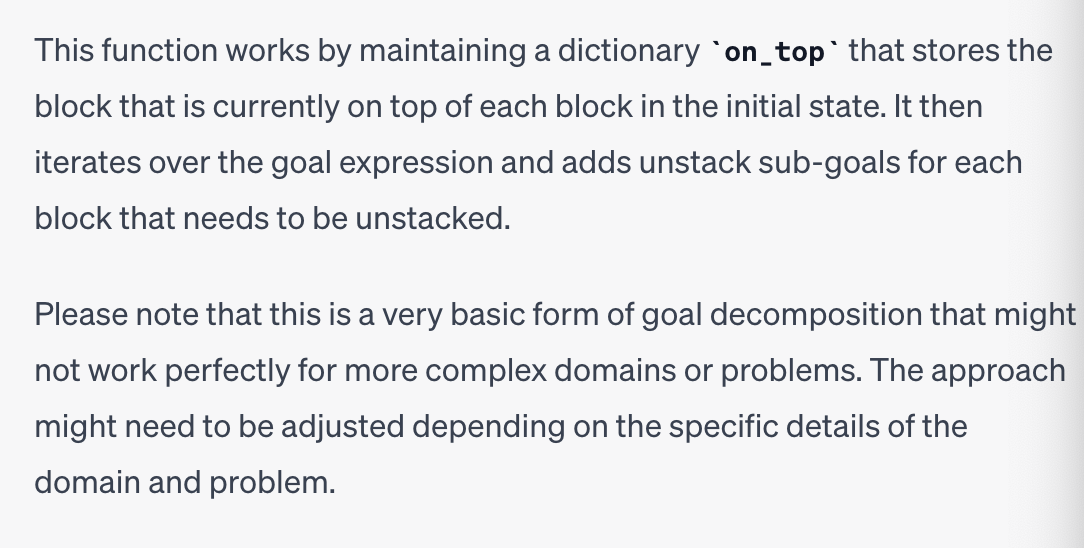 This function works by maintaining a dictionary `on_top` that stores the
block that is currently on top of each block in the initial state. It then
iterates over the goal expression and adds unstack sub-goals for each
block that needs to be unstacked.
Please note that this is a very basic form of goal decomposition that might
not work perfectly for more complex domains or problems. The approach
might need to be adjusted depending on the specific details of the
domain and problem.